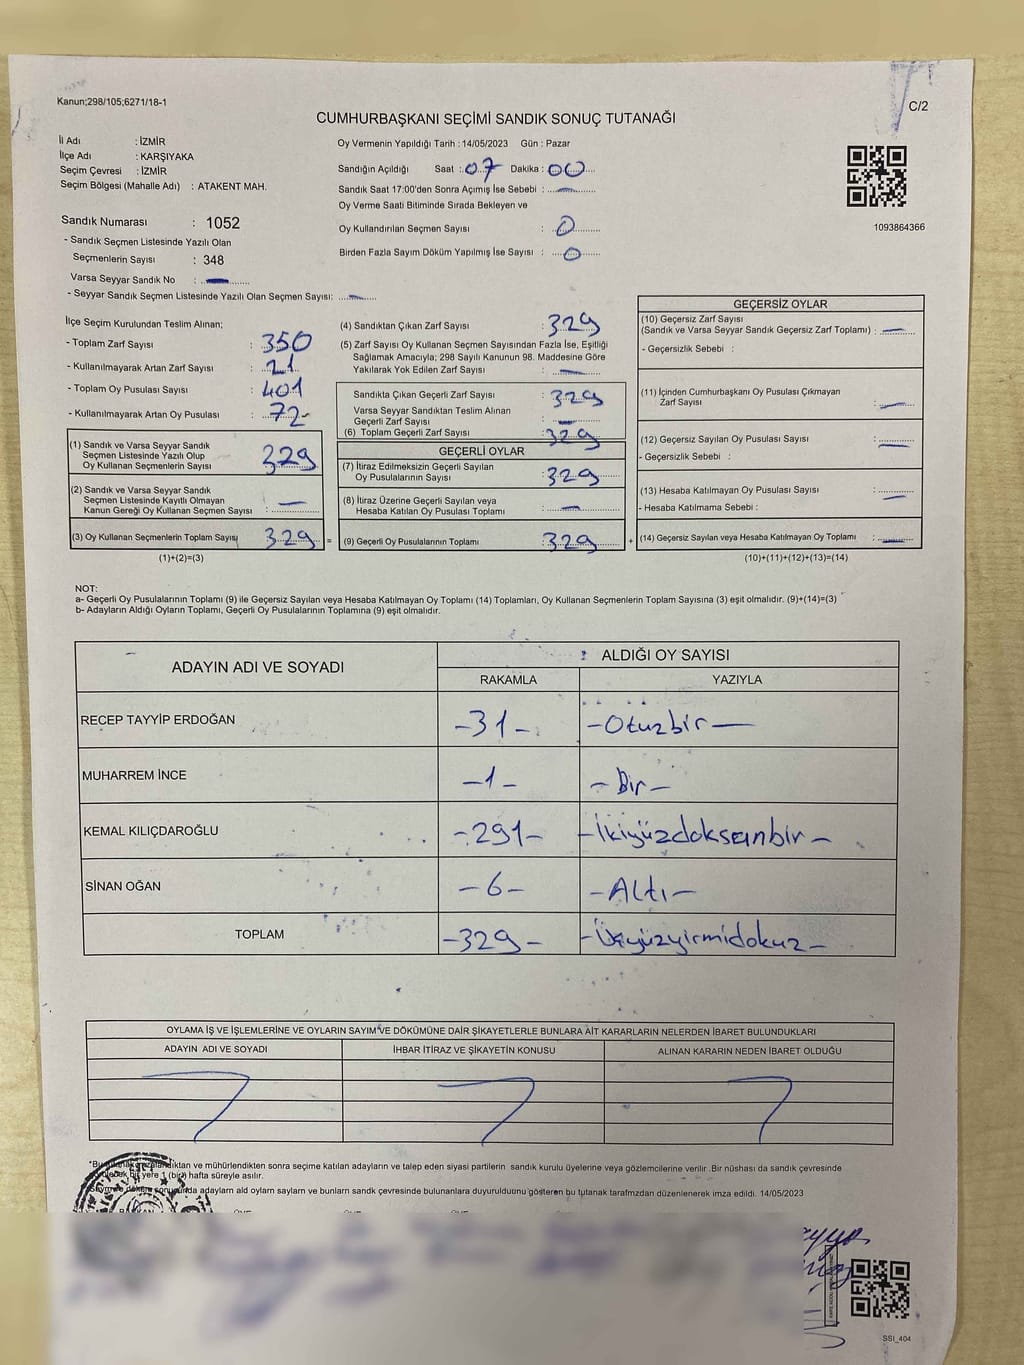 Kanun;298/105;6271/18-1
C/2
CUMHURBAŞKANI SEÇİMİ SANDIK SONUÇ TUTANAĞI
İl Adı : İZMİR
İlçe Adı : KARŞIYAKA
Seçim Çevresi : İZMİR
Seçim Bölgesi (Mahalle Adı) : ATAKENT MAH.
Oy Vermenin Yapıldığı Tarih : 14/05/2023 Gün : Pazar
Sandığın Açıldığı Saat : 07 Dakika : 00
Sandık Saat 17:00'den Sonra Açımış İse Sebebi : —
Oy Verme Saati Bitiminde Sırada Bekleyen ve
Oy Kullandırılan Seçmen Sayısı : 0
Birden Fazla Sayım Döküm Yapılmış İse Sayısı : 0
1093864366
Sandık Numarası : 1052
- Sandık Seçmen Listesinde Yazılı Olan
Seçmenlerin Sayısı : 348
Varsa Seyyar Sandık No : —
- Seyyar Sandık Seçmen Listesinde Yazılı Olan Seçmen Sayısı: —
İlçe Seçim Kurulundan Teslim Alınan;
- Toplam Zarf Sayısı : 350
- Kullanılmayarak Artan Zarf Sayısı : 21
- Toplam Oy Pusulası Sayısı : 401
- Kullanılmayarak Artan Oy Pusulası : 72
(1) Sandık ve Varsa Seyyar Sandık
Seçmen Listesinde Yazılı Olup
Oy Kullanan Seçmenlerin Sayısı 329
(2) Sandık ve Varsa Seyyar Sandık
Seçmen Listesinde Kayıtlı Olmayan
Kanun Gereği Oy Kullanan Seçmen Sayısı : —
(3) Oy Kullanan Seçmenlerin Toplam Sayısı 329 =
(1)+(2)=(3)
(4) Sandıktan Çıkan Zarf Sayısı : 329
(5) Zarf Sayısı Oy Kullanan Seçmen Sayısından Fazla İse, Eşitliği
Sağlamak Amacıyla; 298 Sayılı Kanunun 98. Maddesine Göre
Yakılarak Yok Edilen Zarf Sayısı : —
Sandıkta Çıkan Geçerli Zarf Sayısı : 329
Varsa Seyyar Sandıktan Teslim Alınan
Geçerli Zarf Sayısı : —
(6) Toplam Geçerli Zarf Sayısı : 329
GEÇERLİ OYLAR
(7) İtiraz Edilmeksizin Geçerli Sayılan
Oy Pusulalarının Sayısı : 329
(8) İtiraz Üzerine Geçerli Sayılan veya
Hesaba Katılan Oy Pusulası Toplamı : —
(9) Geçerli Oy Pusulalarının Toplamı : 329 +
GEÇERSİZ OYLAR
(10) Geçersiz Zarf Sayısı
(Sandık ve Varsa Seyyar Sandık Geçersiz Zarf Toplamı) : —
- Geçersizlik Sebebi :
(11) İçinden Cumhurbaşkanı Oy Pusulası Çıkmayan
Zarf Sayısı : —
(12) Geçersiz Sayılan Oy Pusulası Sayısı : —
- Geçersizlik Sebebi :
(13) Hesaba Katılmayan Oy Pusulası Sayısı : —
- Hesaba Katılmama Sebebi :
(14) Geçersiz Sayılan veya Hesaba Katılmayan Oy Toplamı : —
(10)+(11)+(12)+(13)=(14)
NOT:
a- Geçerli Oy Pusulalarının Toplamı (9) ile Geçersiz Sayılan veya Hesaba Katılmayan Oy Toplamı (14) Toplamları, Oy Kullanan Seçmenlerin Toplam Sayısına (3) eşit olmalıdır. (9)+(14)=(3)
b- Adayların Aldığı Oyların Toplamı, Geçerli Oy Pusulalarının Toplamına (9) eşit olmalıdır.
ADAYIN ADI VE SOYADI ALDIĞI OY SAYISI
RAKAMLA YAZIYLA
RECEP TAYYİP ERDOĞAN -31- -Otuzbir-
MUHARREM İNCE -1- -Bir-
KEMAL KILIÇDAROĞLU -291- -İkiyüzdoksanbir-
SİNAN OĞAN -6- -Altı-
TOPLAM -329- -Üçyüzyirmidokuz-
OYLAMA İŞ VE İŞLEMLERİNE VE OYLARIN SAYIM VE DÖKÜMÜNE DAİR ŞİKAYETLERLE BUNLARA AİT KARARLARIN NELERDEN İBARET BULUNDUKLARI
ADAYIN ADI VE SOYADI İHBAR İTİRAZ VE ŞİKAYETİN KONUSU ALINAN KARARIN NEDEN İBARET OLDUĞU
ve mühürlendikten sonra seçime katılan adayların ve talep eden siyasi partilerin sandık kurulu üyelerine veya gözlemcilerine verilir. Bir nüshası da sandık çevresinde
bir yere 1 (bir) hafta süreyle asılır.
adayların ald oyların sayların ve bunların sandık çevresinde bulunanlara duyurulduunu gösteren bu tutanak tarafmzdan düzenlenerek imza edildi. 14/05/2023
SSI_404